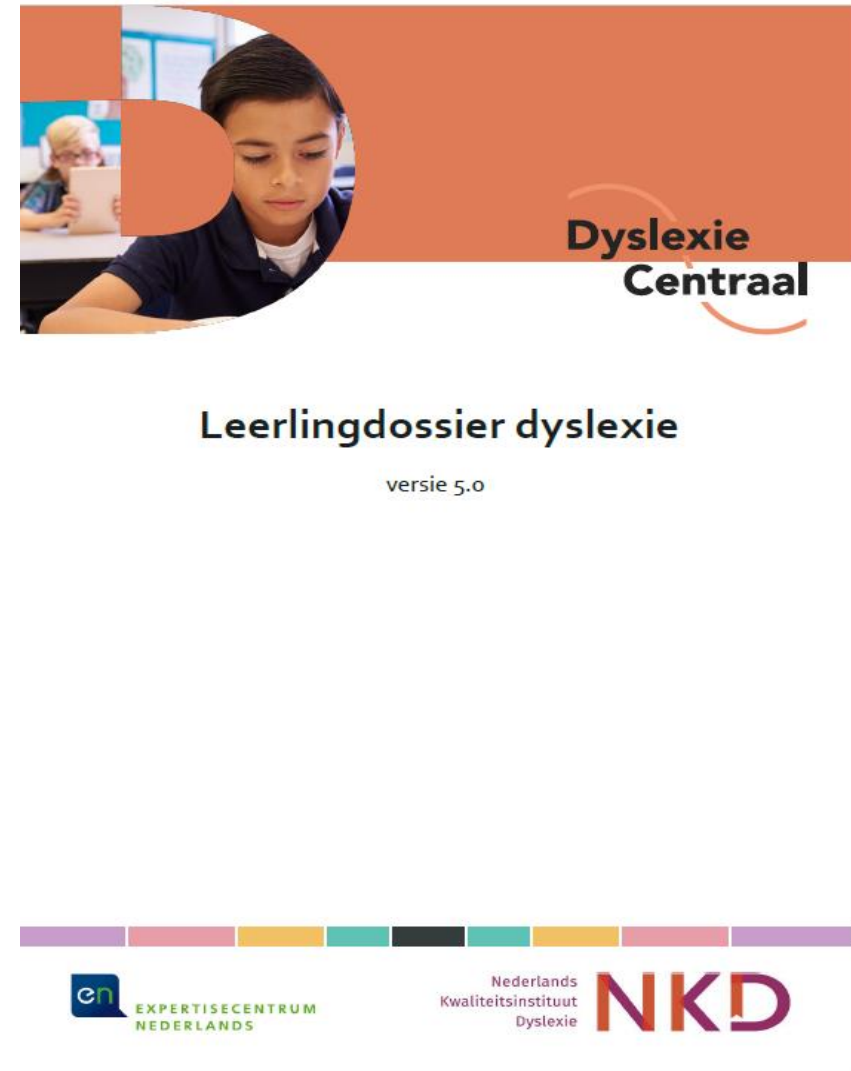 Dyslexie
Centraal
Leerlingdossier dyslexie
versie 5.0
en
EXPERTISECENTRUM
NEDERLANDS
Nederlands
Kwaliteitsinstituut
Dyslexie
NKD